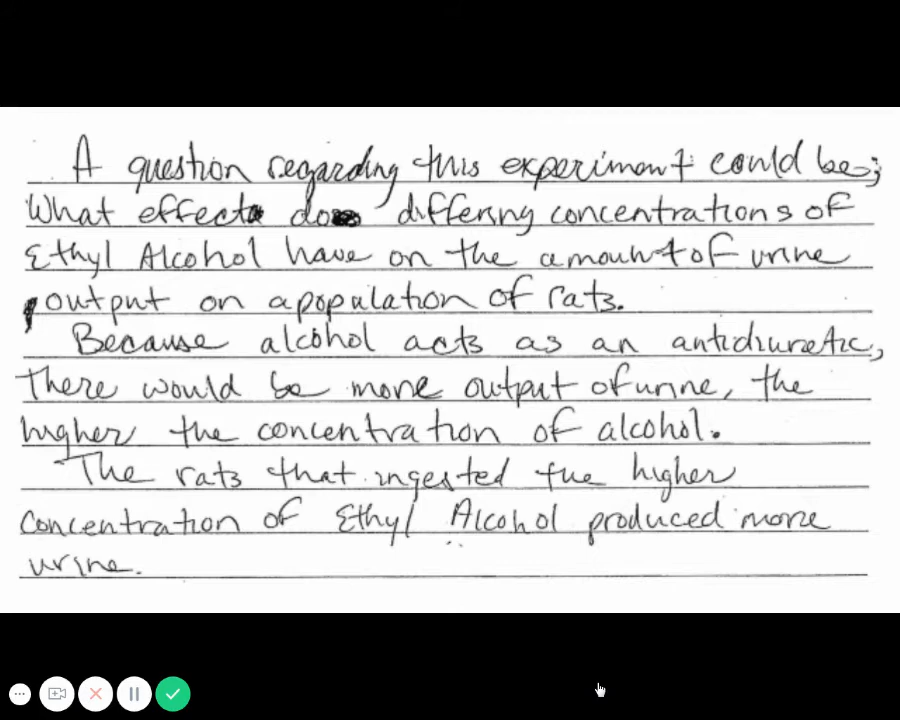 A question regarding this experiment could be;
What effect do differing concentrations of
Ethyl Alcohol have on the amount of urine
output on a population of rats.
Because alcohol acts as an antidiuretic,
There would be more output of urine, the
higher the concentration of alcohol.
The rats that ingested the higher
concentration of Ethyl Alcohol produced more
urine.